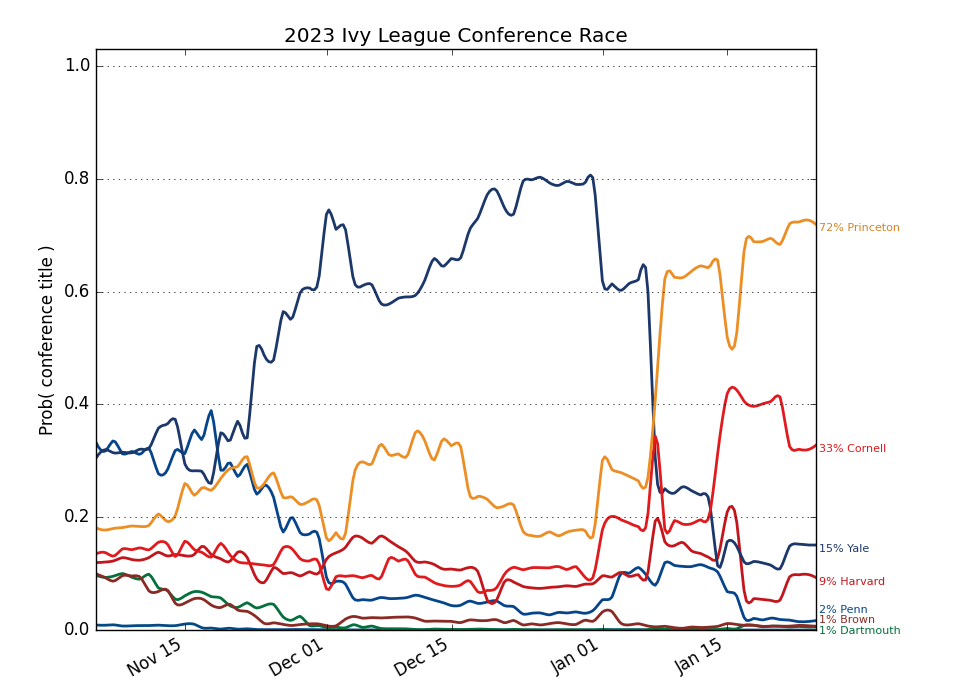 2023 Ivy League Conference Race
Prob( conference title )
1.0
0.8
0.6
0.4
0.2
0.0
Nov 15
Dec 01
Dec 15
Jan 01
Jan 15
72% Princeton
33% Cornell
15% Yale
9% Harvard
2% Penn
1% Brown
1% Dartmouth